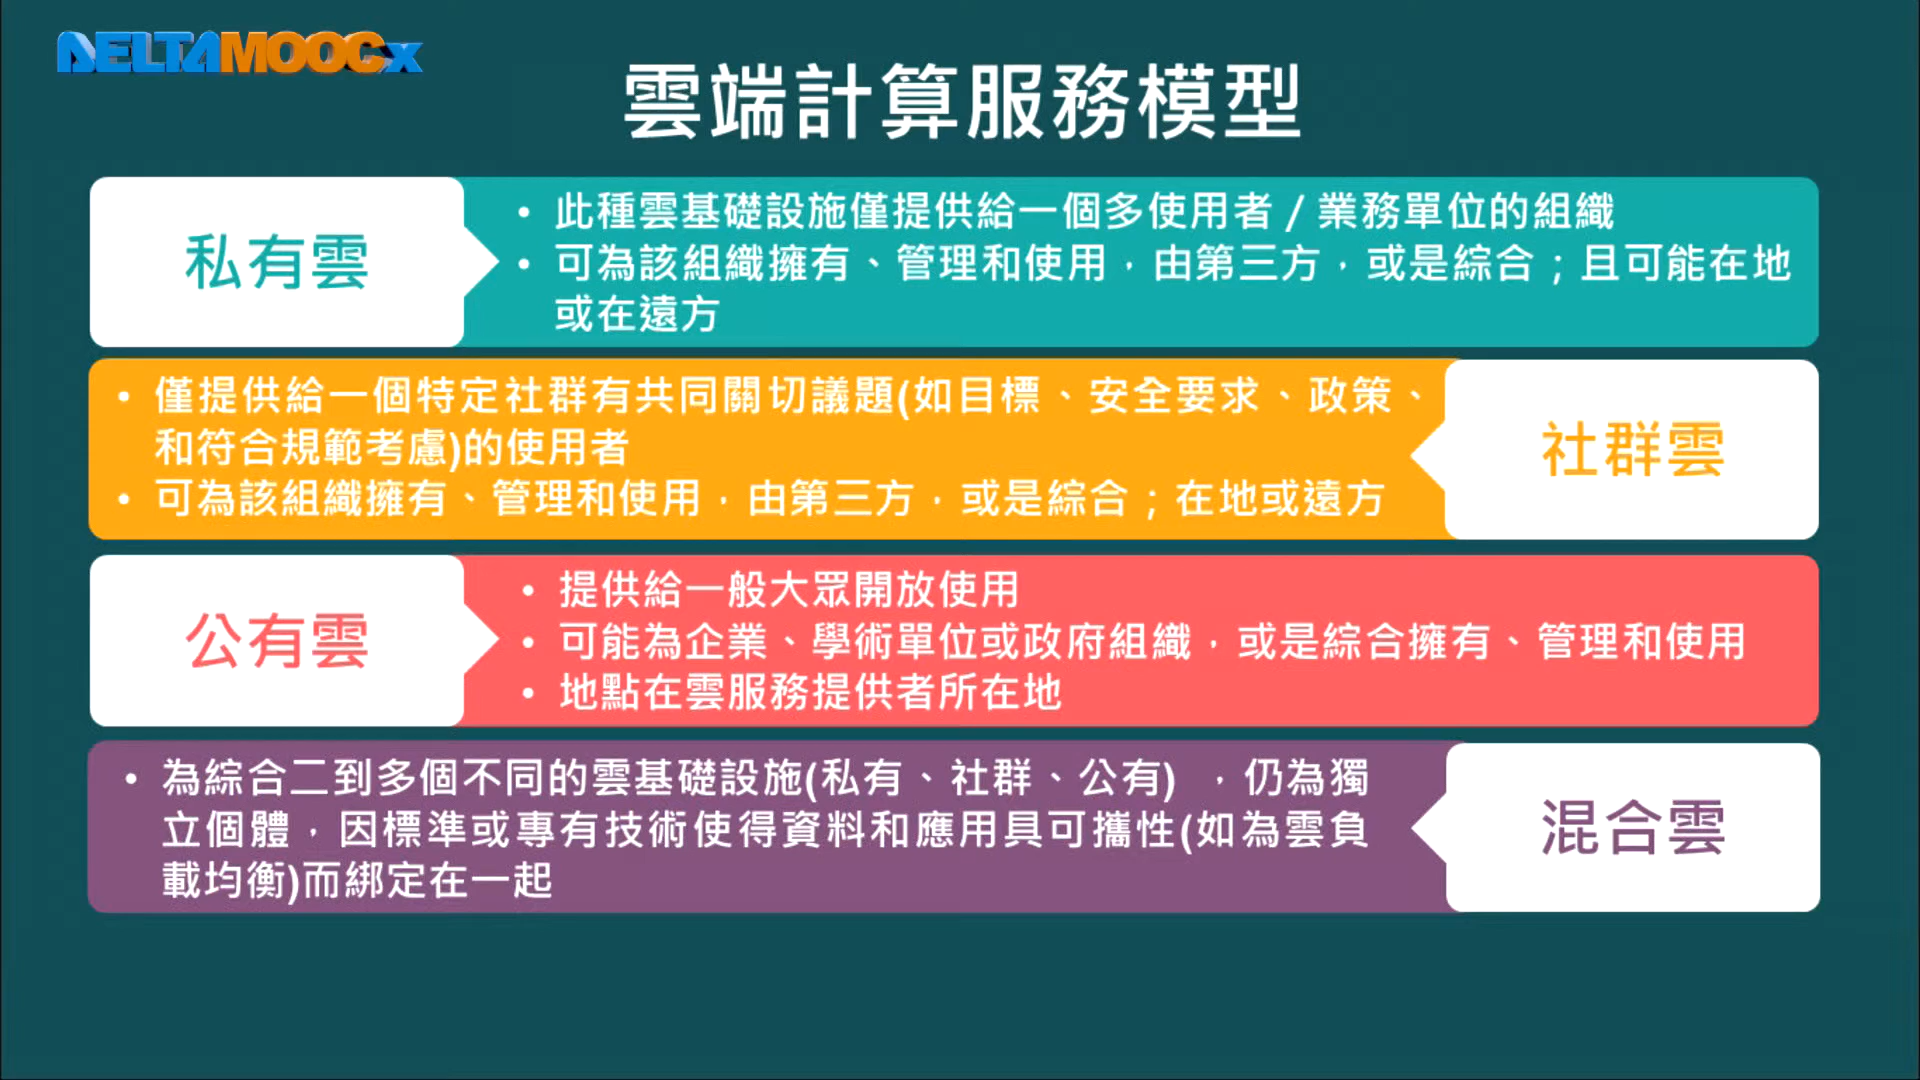 DELTAMOOCx
雲端計算服務模型
私有雲
• 此種雲基礎設施僅提供給一個多使用者 / 業務單位的組織
• 可為該組織擁有、管理和使用，由第三方，或是綜合；且可能在地
或在遠方
• 僅提供給一個特定社群有共同關切議題(如目標、安全要求、政策、
和符合規範考慮)的使用者
• 可為該組織擁有、管理和使用，由第三方，或是綜合；在地或遠方
社群雲
公有雲
• 提供給一般大眾開放使用
• 可能為企業、學術單位或政府組織，或是綜合擁有、管理和使用
• 地點在雲服務提供者所在地
• 為綜合二到多個不同的雲基礎設施(私有、社群、公有) ，仍為獨
立個體，因標準或專有技術使得資料和應用具可攜性(如為雲負
載均衡)而綁定在一起
混合雲